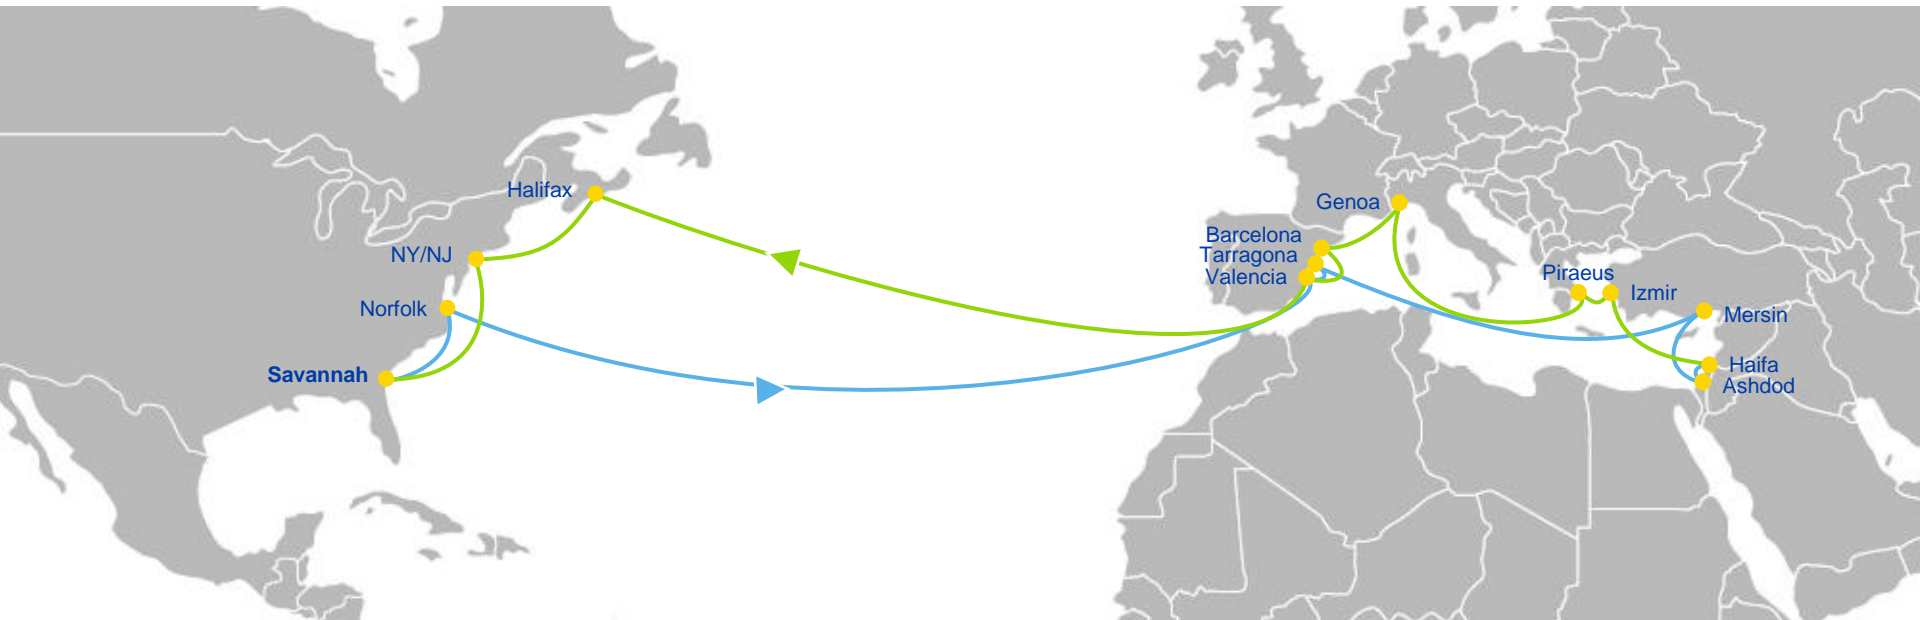 Halifax
NY/NJ
Norfolk
Savannah
Genoa
Barcelona
Tarragona
Valencia
Piraeus
Izmir
Mersin
Haifa
Ashdod